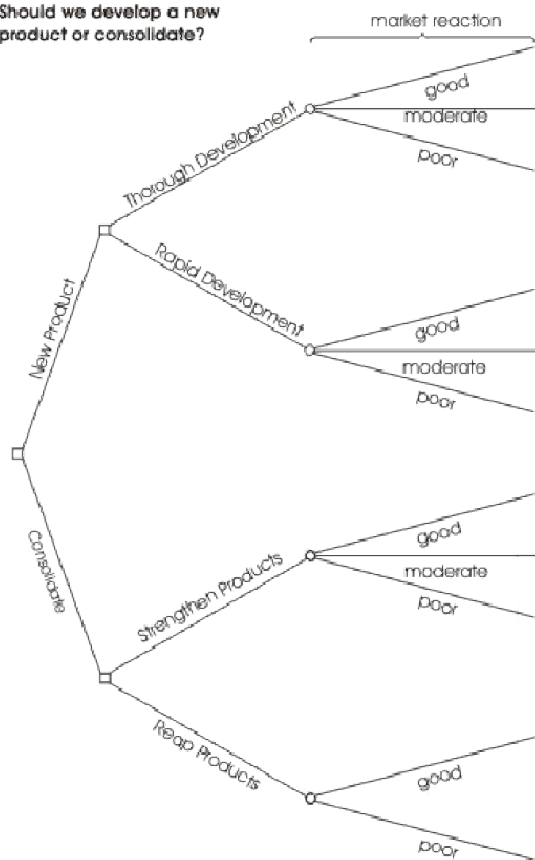 Should we develop a new
product or consolidate?
market reaction
good
moderate
poor
Thorough Development
Rapid Development
good
moderate
poor
New Product
Consolidate
Strengthen Products
good
moderate
poor
Reap Products
good
poor